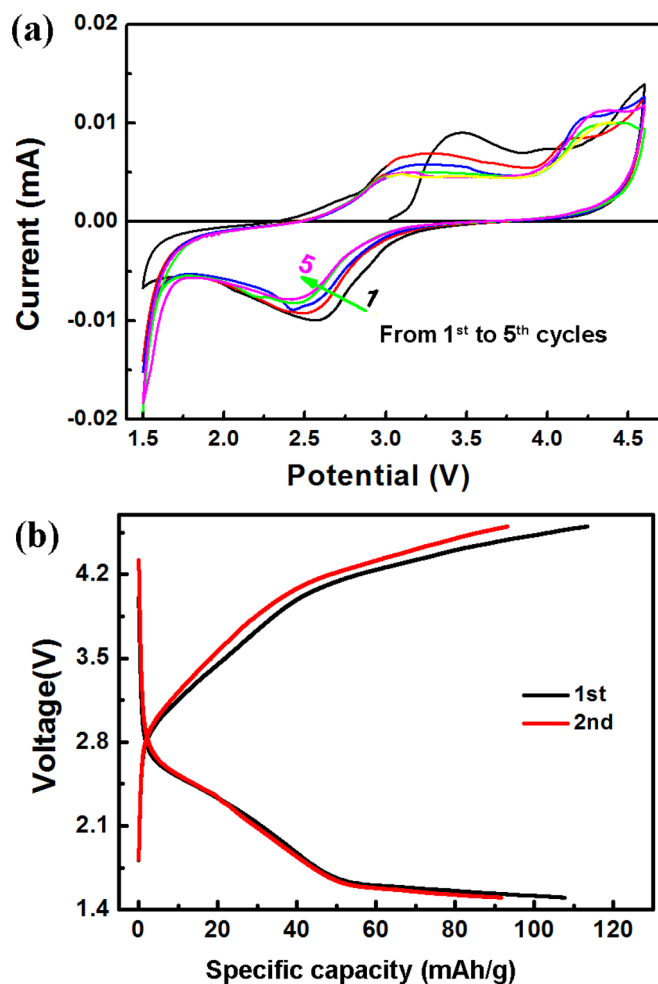 (a)
Current (mA)
0.02
0.01
0.00
-0.01
-0.02
5
1
From 1st to 5th cycles
1.5 2.0 2.5 3.0 3.5 4.0 4.5
Potential (V)
(b)
Voltage(V)
4.2
3.5
2.8
2.1
1.4
1st
2nd
0 20 40 60 80 100 120
Specific capacity (mAh/g)